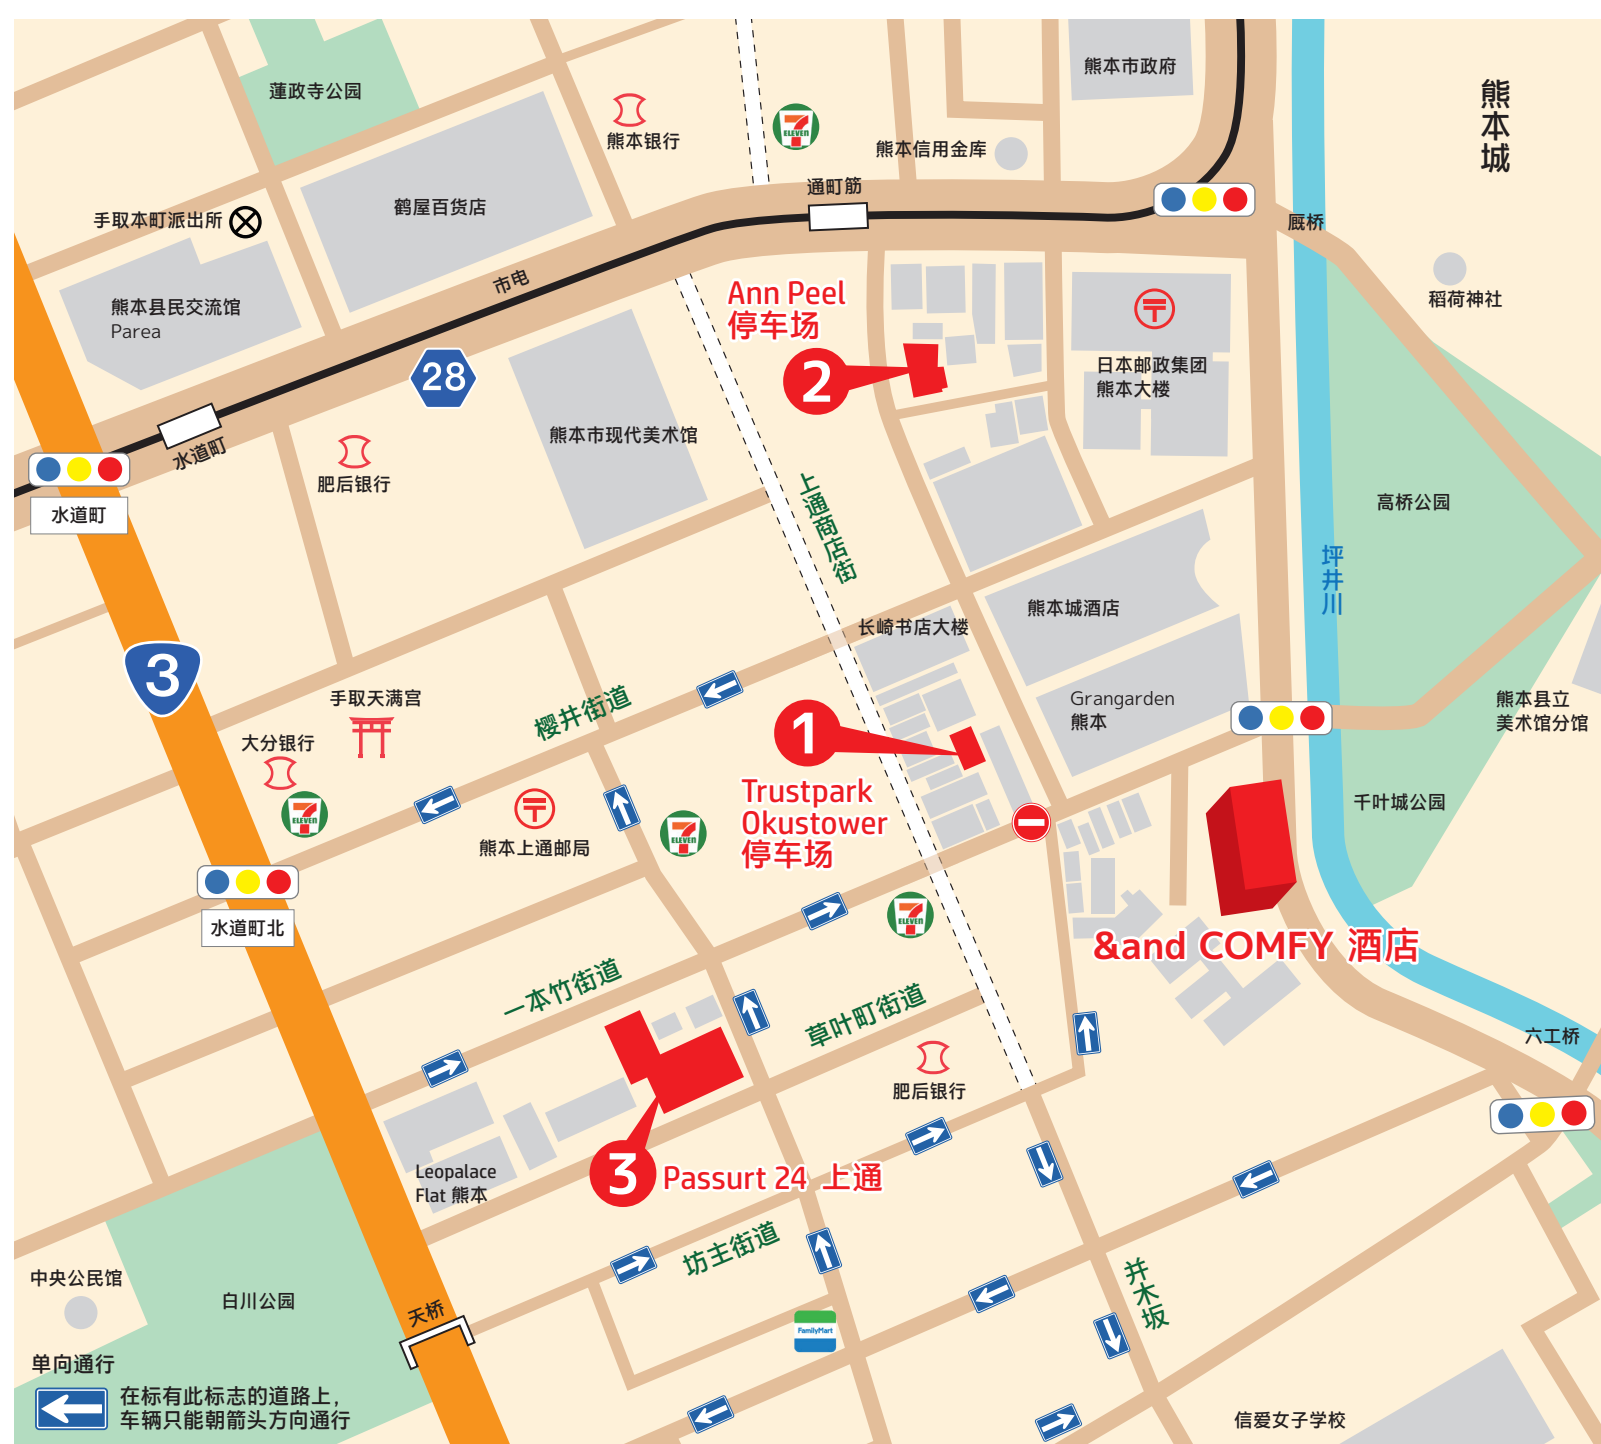 蓮政寺公园
熊本银行
7
ELEVEN
熊本市政府
熊本信用金库
熊本城
手取本町派出所
鹤屋百货店
通町筋
厩桥
稻荷神社
熊本县民交流馆
Parea
市电
Ann Peel
停车场
2
28
日本邮政集团
熊本大楼
水道町
肥后银行
熊本市现代美术馆
水道町
上通商店街
高桥公园
坪井川
3
长崎书店大楼
熊本城酒店
手取天满宫
樱井街道
Grangarden
熊本
熊本县立
美术馆分馆
大分银行
7
ELEVEN
熊本上通邮局
7
ELEVEN
1
Trustpark
Okustower
停车场
千叶城公园
水道町北
7
ELEVEN
&and COMFY 酒店
一本竹街道
草叶町街道
六工桥
肥后银行
Leopalace
Flat 熊本
3
Passurt 24 上通
坊主街道
并木坂
中央公民馆
白川公园
天桥
FamilyMart
单向通行
在标有此标志的道路上，
车辆只能朝箭头方向通行
信爱女子学校